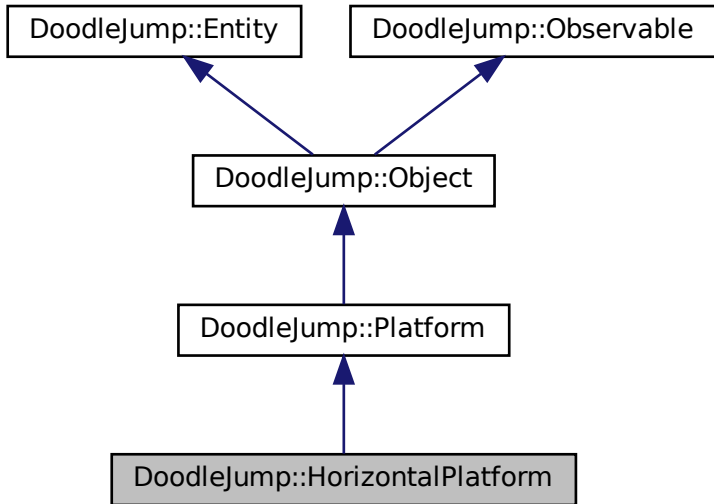 DoodleJump::Entity
DoodleJump::Observable
DoodleJump::Object
DoodleJump::Platform
DoodleJump::HorizontalPlatform